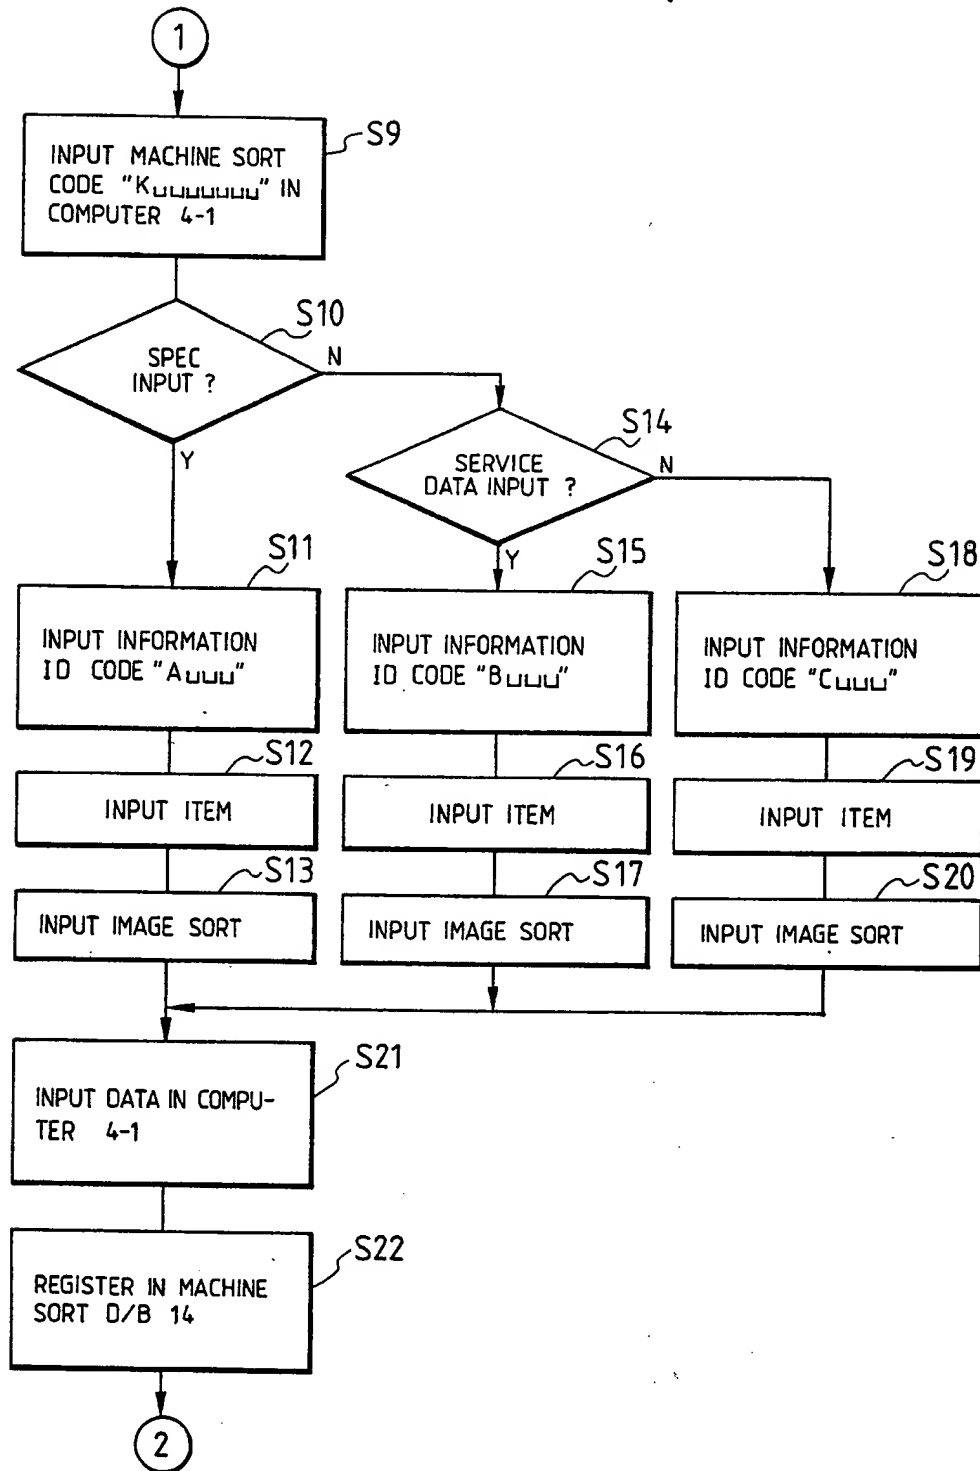 1
S9
INPUT MACHINE SORT
CODE "K␣␣␣␣␣␣␣" IN
COMPUTER 4-1
S10
SPEC
INPUT ?
N
Y
S14
SERVICE
DATA INPUT ?
N
Y
S11
INPUT INFORMATION
ID CODE "A␣␣␣"
S15
INPUT INFORMATION
ID CODE "B␣␣␣"
S18
INPUT INFORMATION
ID CODE "C␣␣␣"
S12
INPUT ITEM
S16
INPUT ITEM
S19
INPUT ITEM
S13
INPUT IMAGE SORT
S17
INPUT IMAGE SORT
S20
INPUT IMAGE SORT
S21
INPUT DATA IN COMPU-
TER 4-1
S22
REGISTER IN MACHINE
SORT D/B 14
2